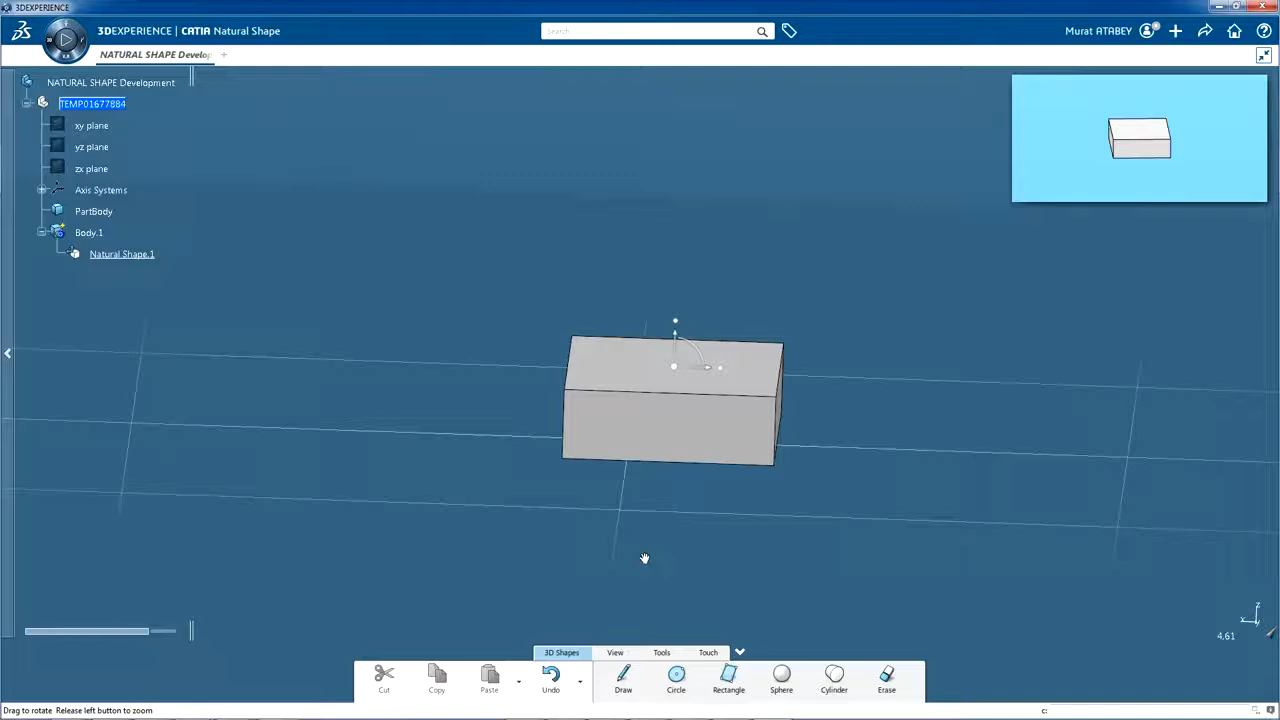 3DEXPERIENCE
3DEXPERIENCE | CATIA Natural Shape
Search
Murat ATABEY
NATURAL SHAPE Develop
NATURAL SHAPE Development
TEMP01677884
xy plane
yz plane
zx plane
Axis Systems
PartBody
Body.1
Natural Shape.1
z
x
4.61
3D Shapes View Tools Touch
Cut Copy Paste Undo Draw Circle Rectangle Sphere Cylinder Erase
Drag to rotate Release left button to zoom
c: